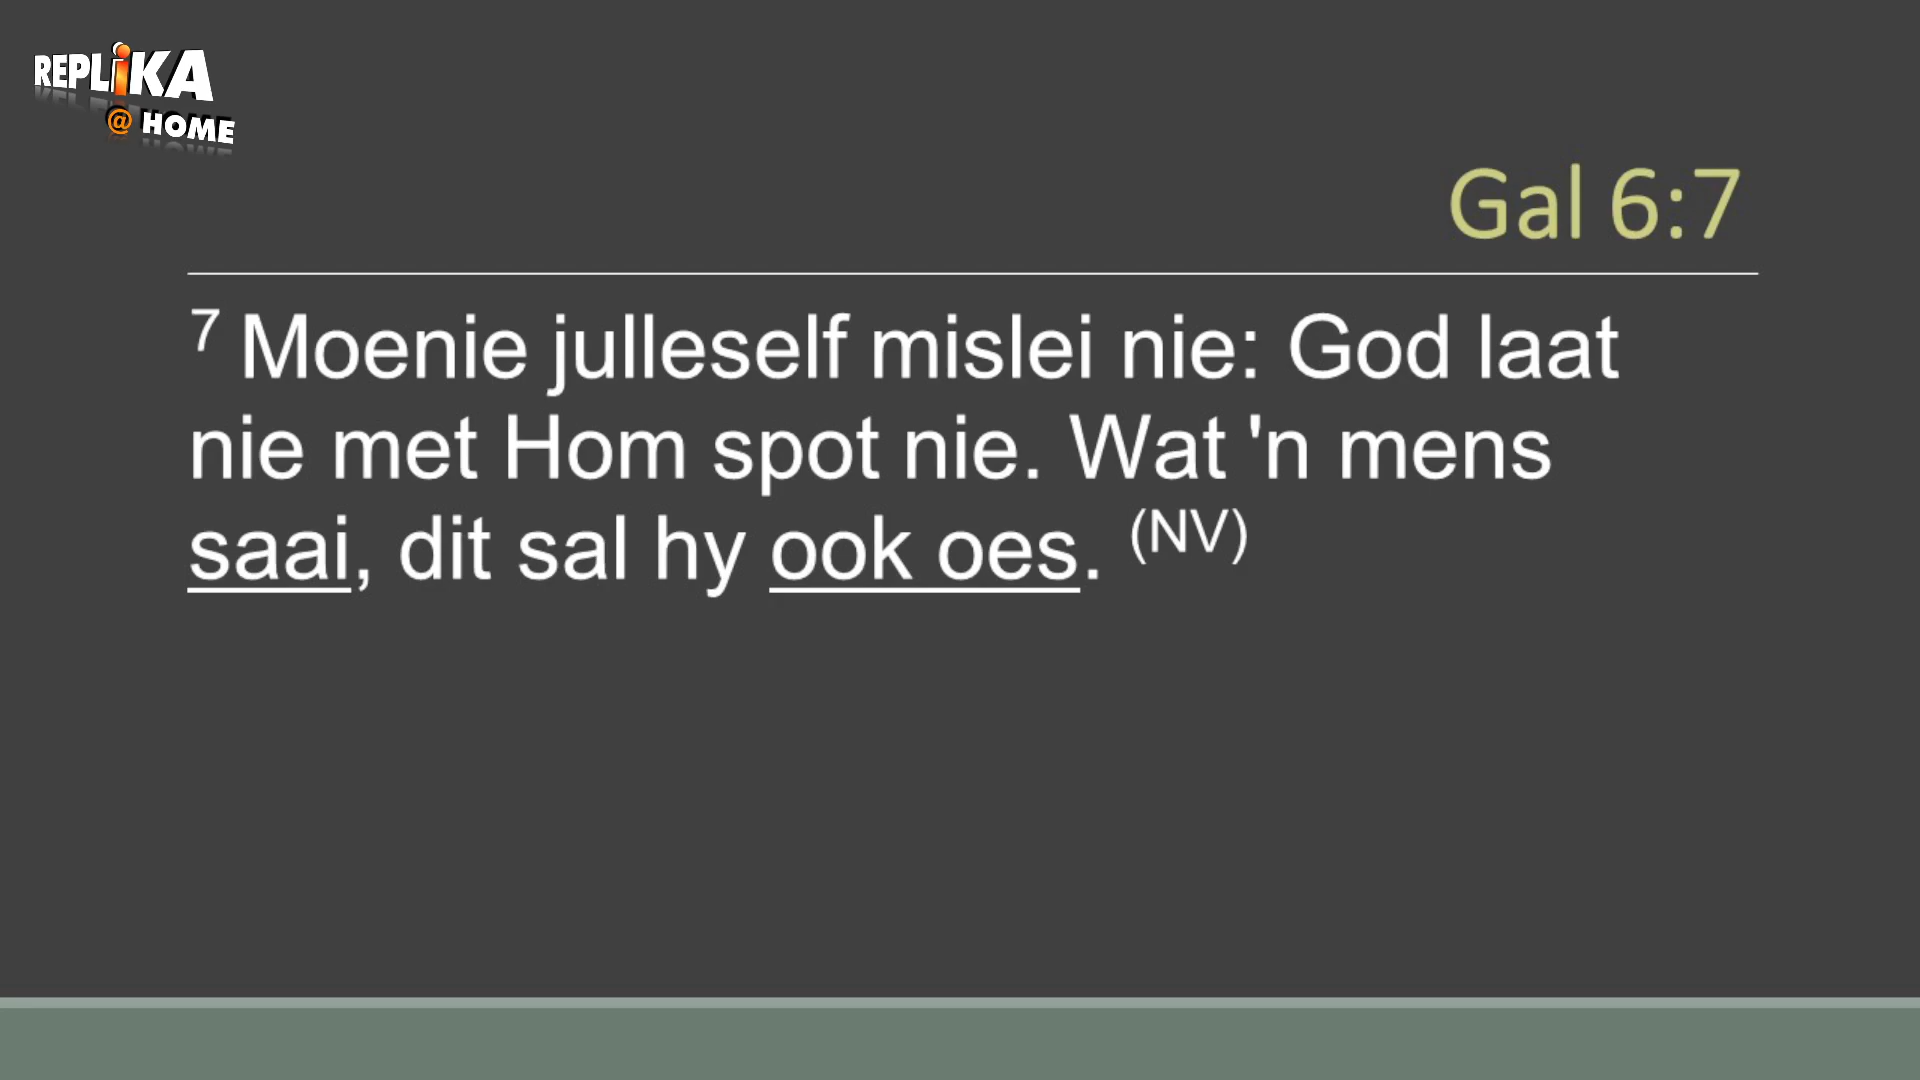 REPLiKA
@ HOME
Gal 6:7
7 Moenie julleself mislei nie: God laat
nie met Hom spot nie. Wat 'n mens
saai, dit sal hy ook oes. (NV)